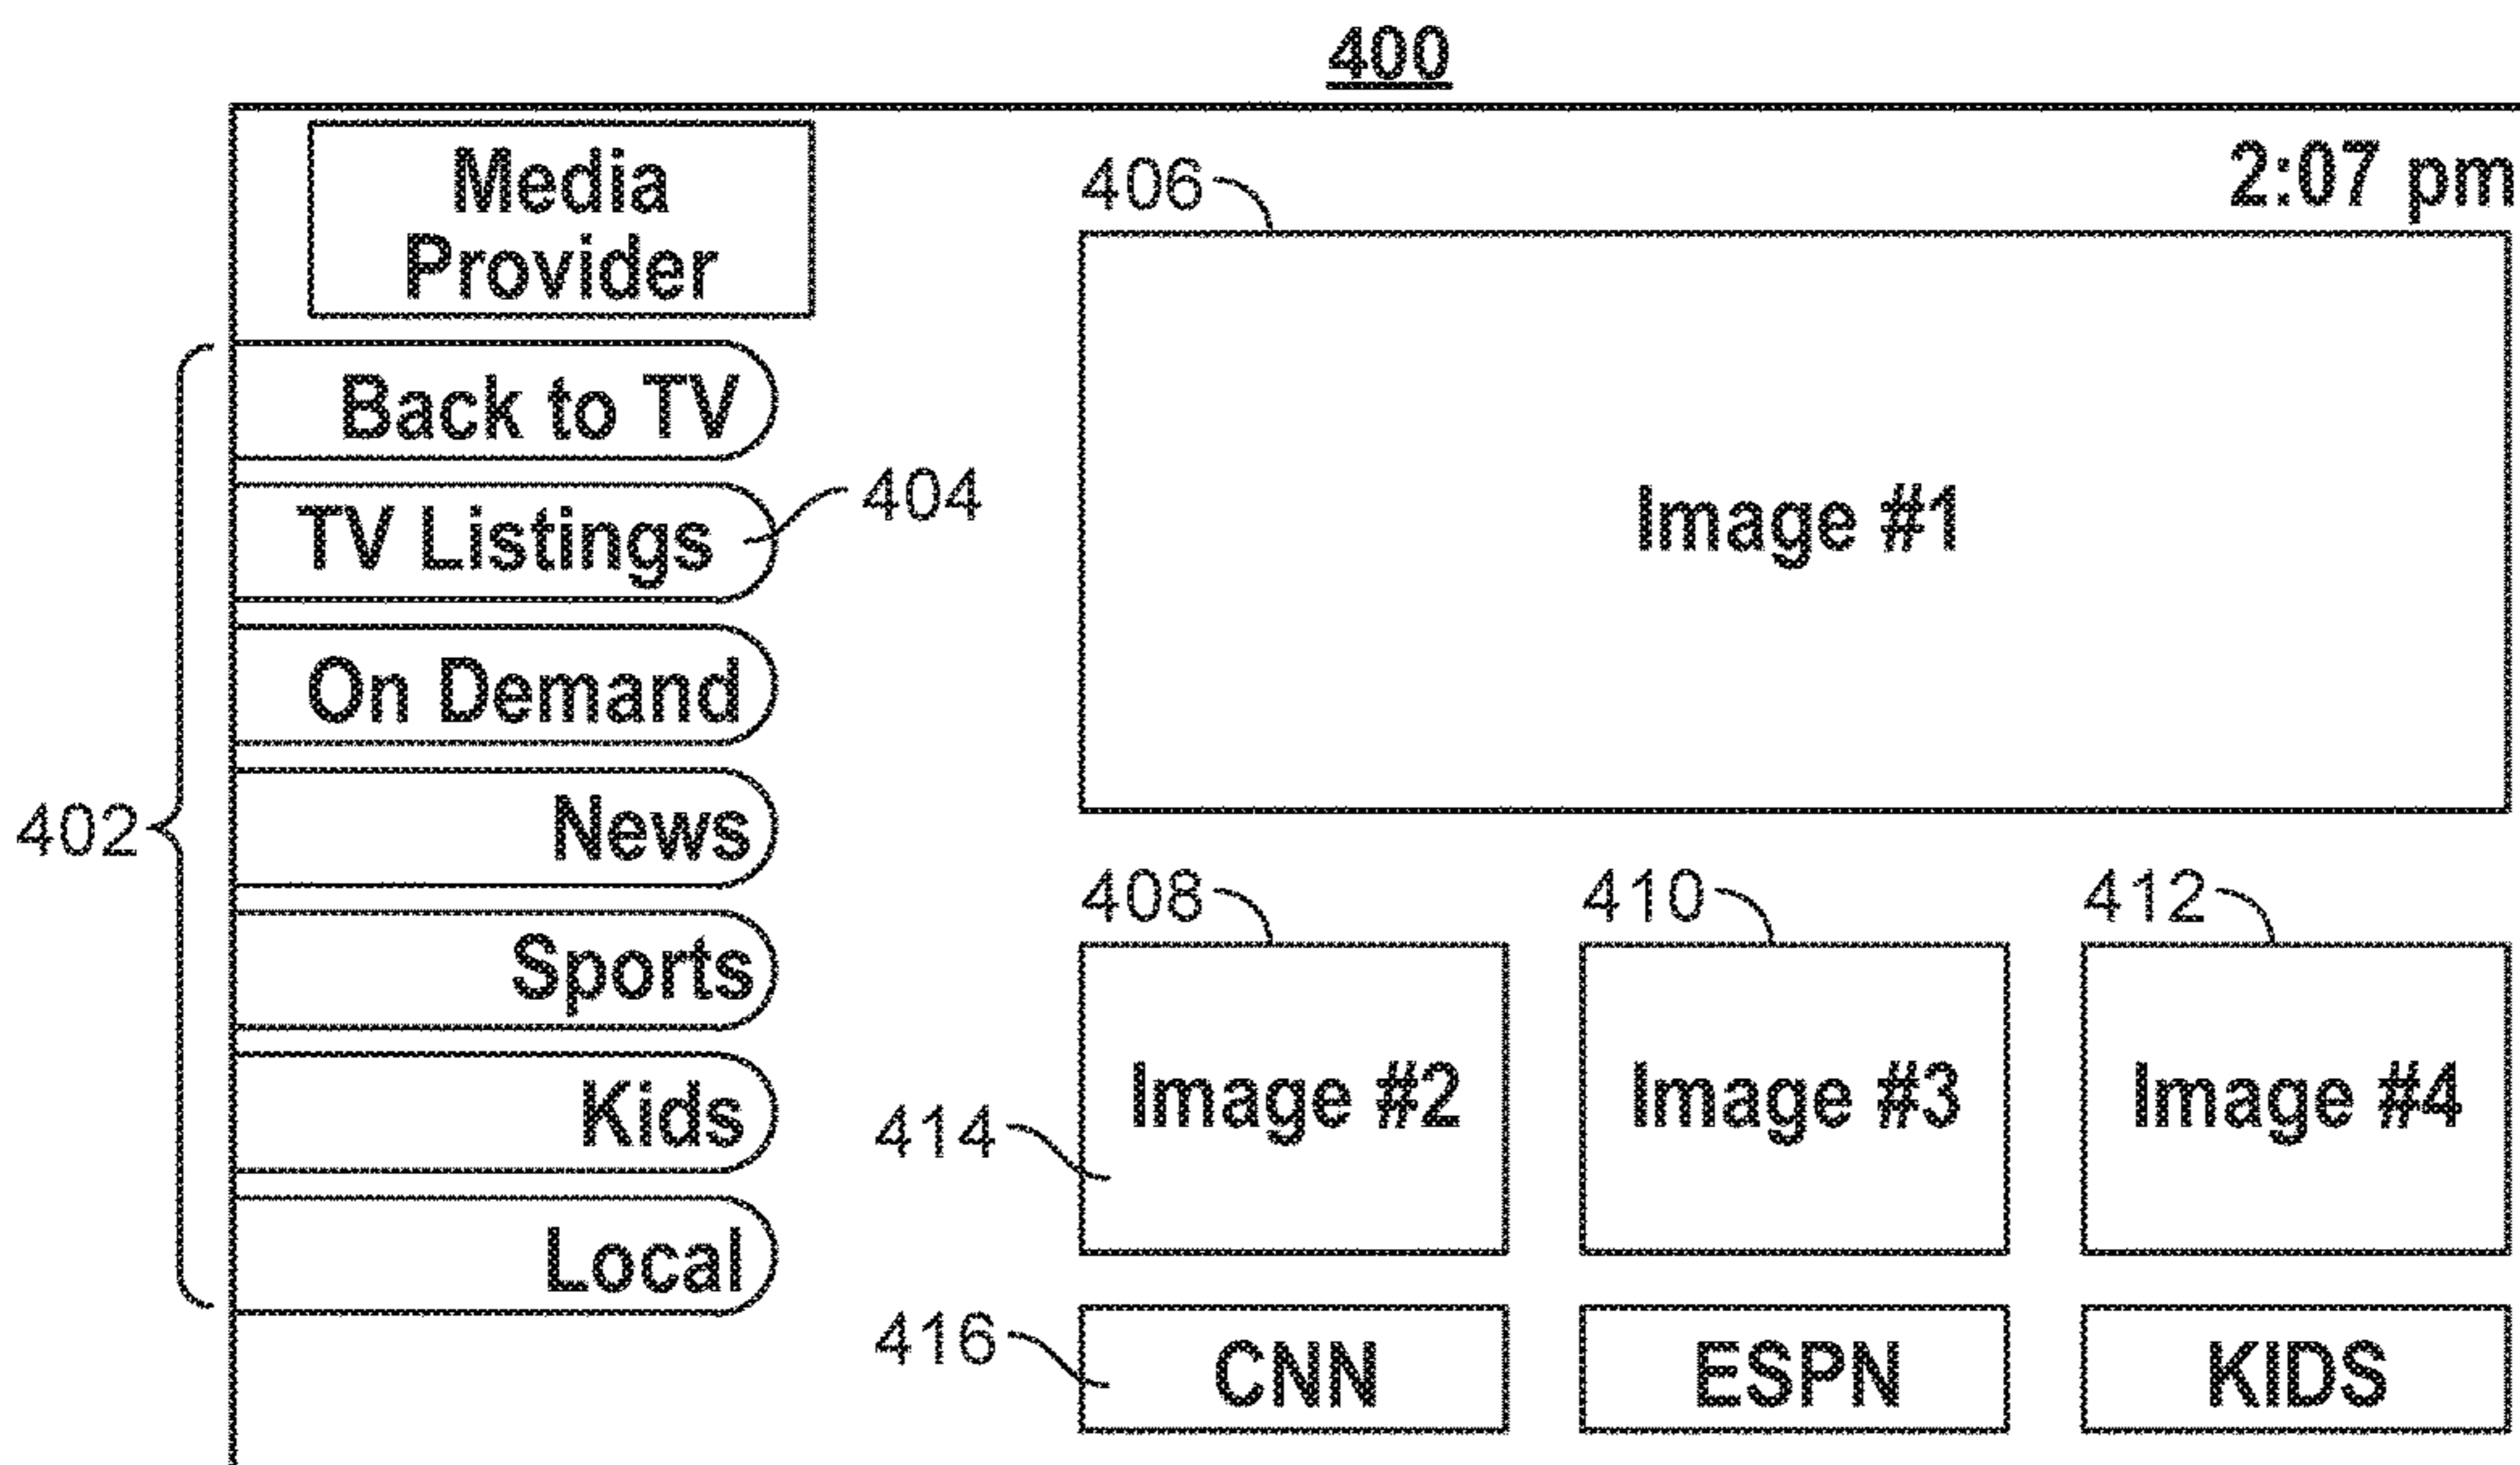 400
Media
Provider
2:07 pm
406
Back to TV
TV Listings
404
On Demand
News
Sports
Kids
Local
402
Image #1
408
410
412
Image #2
Image #3
Image #4
414
416
CNN
ESPN
KIDS